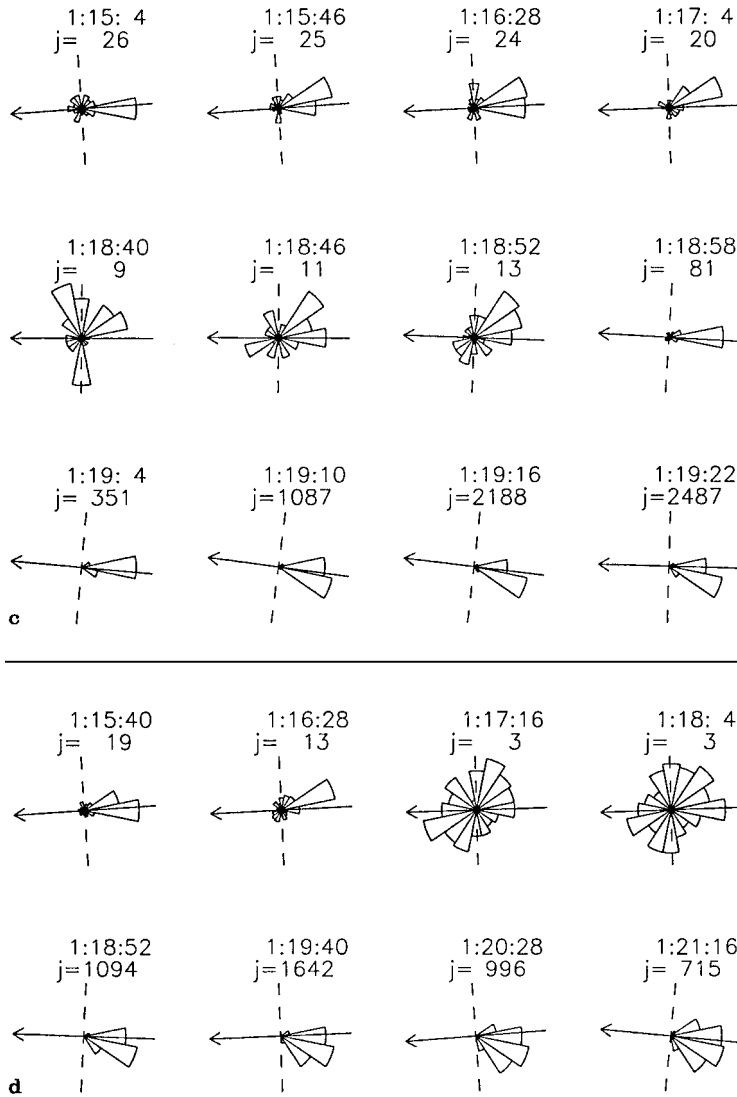 1:15: 4 1:15:46 1:16:28 1:17: 4
j= 26 j= 25 j= 24 j= 20
1:18:40 1:18:46 1:18:52 1:18:58
j= 9 j= 11 j= 13 j= 81
1:19: 4 1:19:10 1:19:16 1:19:22
j= 351 j=1087 j=2188 j=2487
c
1:15:40 1:16:28 1:17:16 1:18: 4
j= 19 j= 13 j= 3 j= 3
1:18:52 1:19:40 1:20:28 1:21:16
j=1094 j=1642 j= 996 j= 715
d